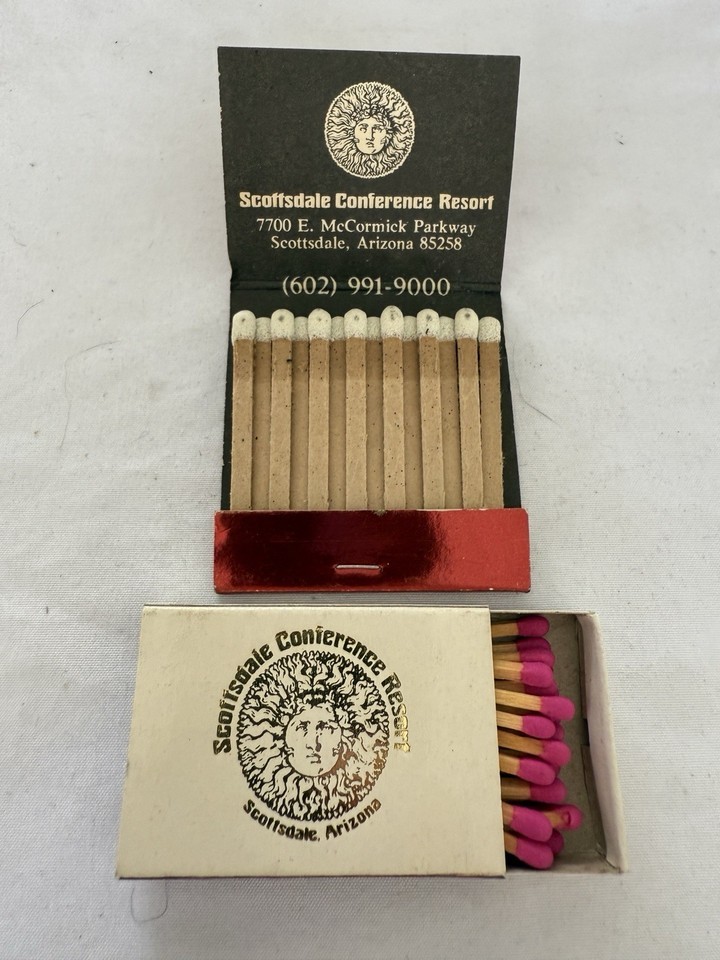 Scottsdale Conference Resort
7700 E. McCormick Parkway
Scottsdale, Arizona 85258
(602) 991-9000
Scottsdale Conference Resort
Scottsdale, Arizona